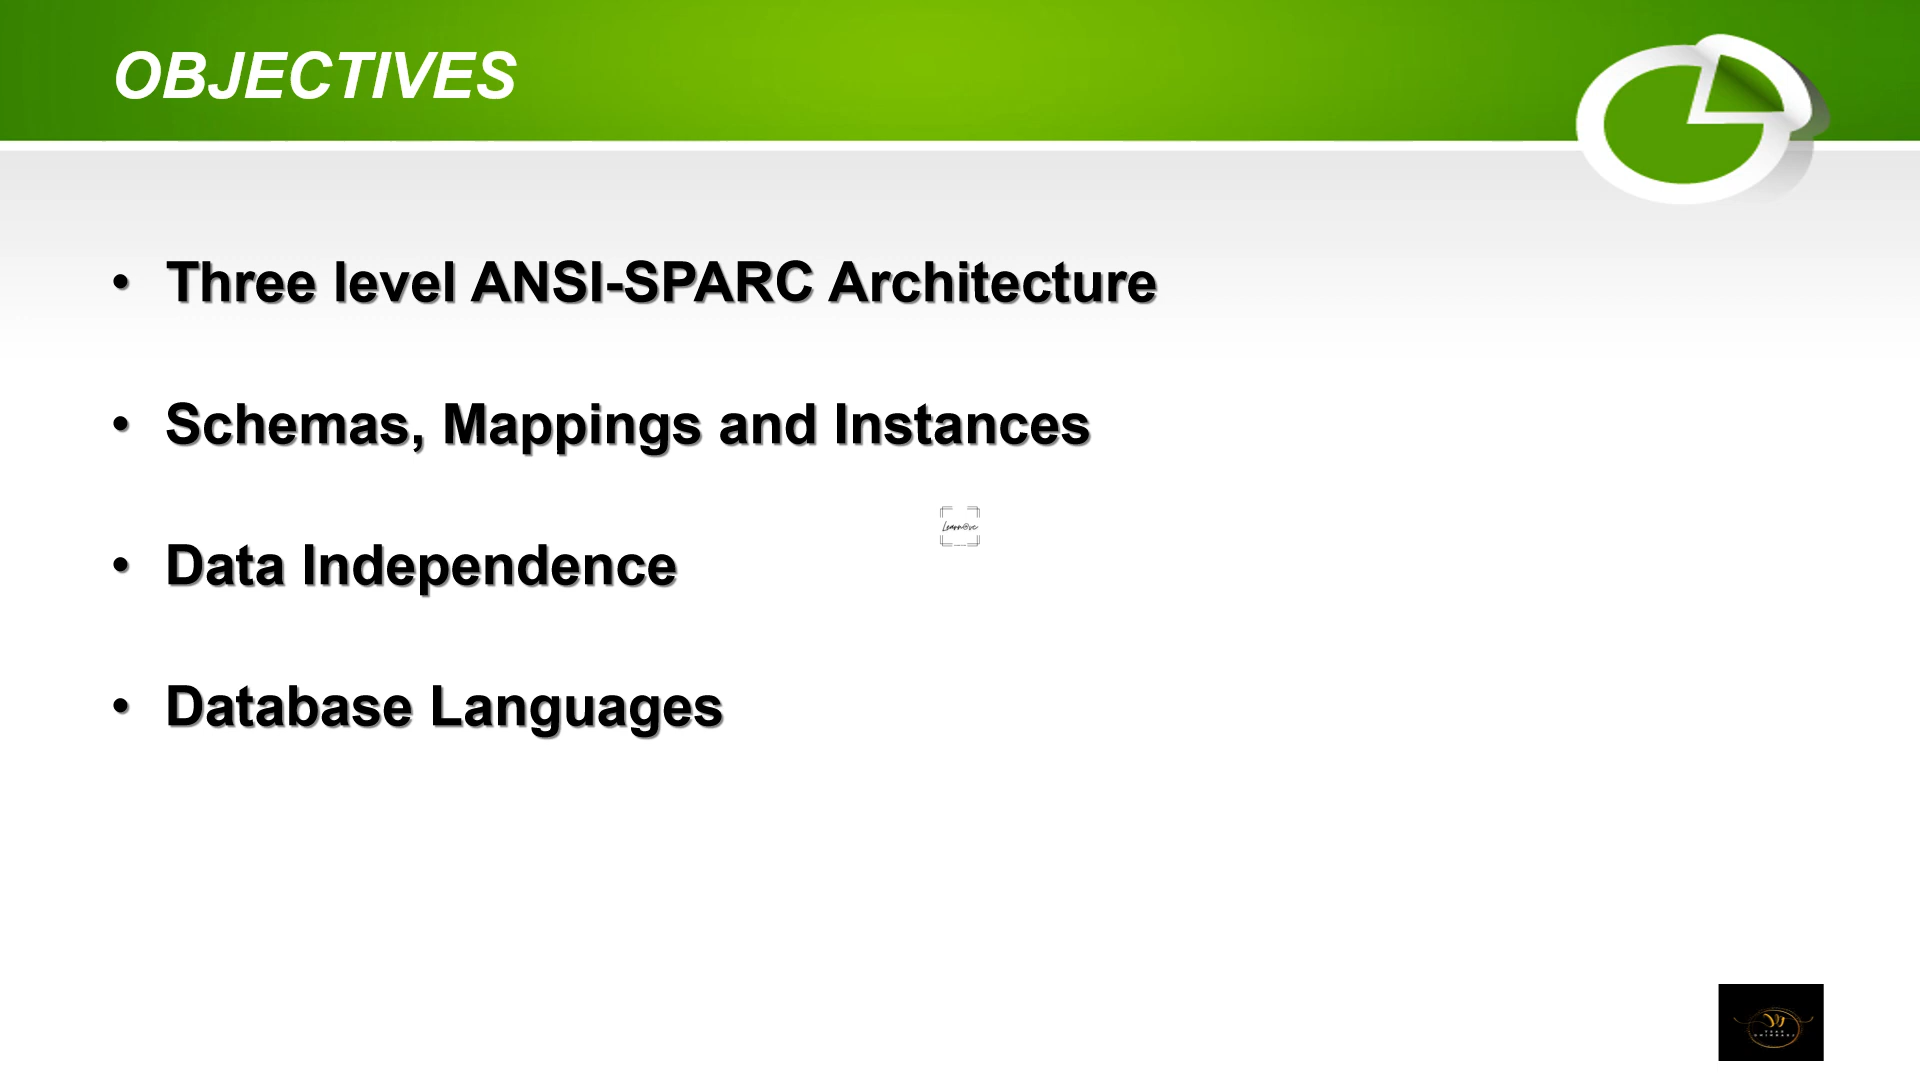 OBJECTIVES
• Three level ANSI-SPARC Architecture
• Schemas, Mappings and Instances
• Data Independence
• Database Languages